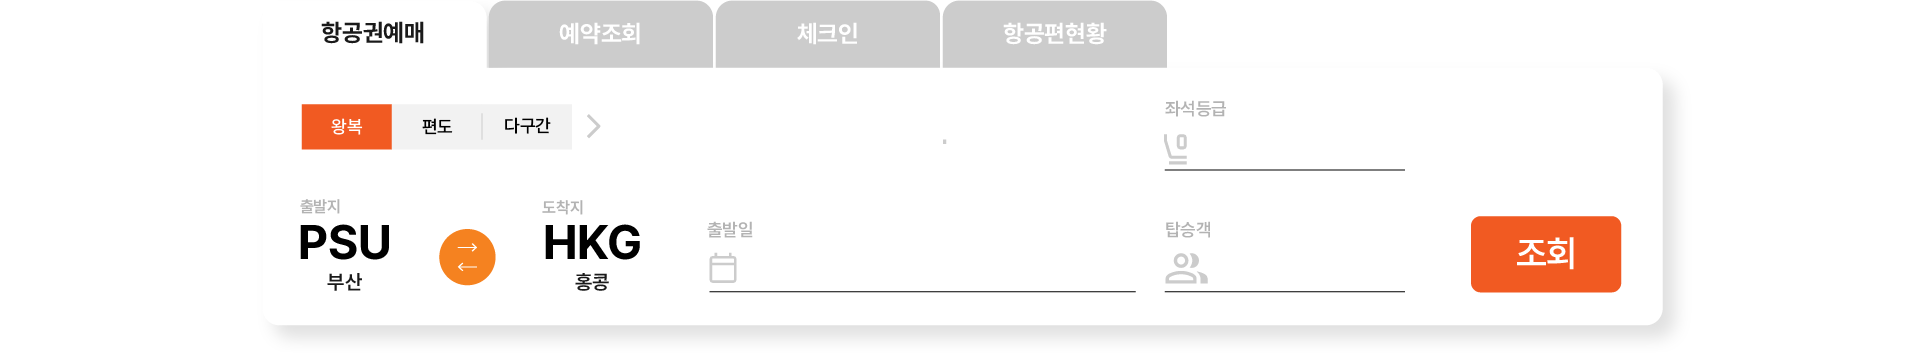 항공권예매 예약조회 체크인 항공편현황
왕복 편도 다구간
좌석등급
출발지 도착지
PSU HKG
부산 홍콩
출발일 탑승객
조회